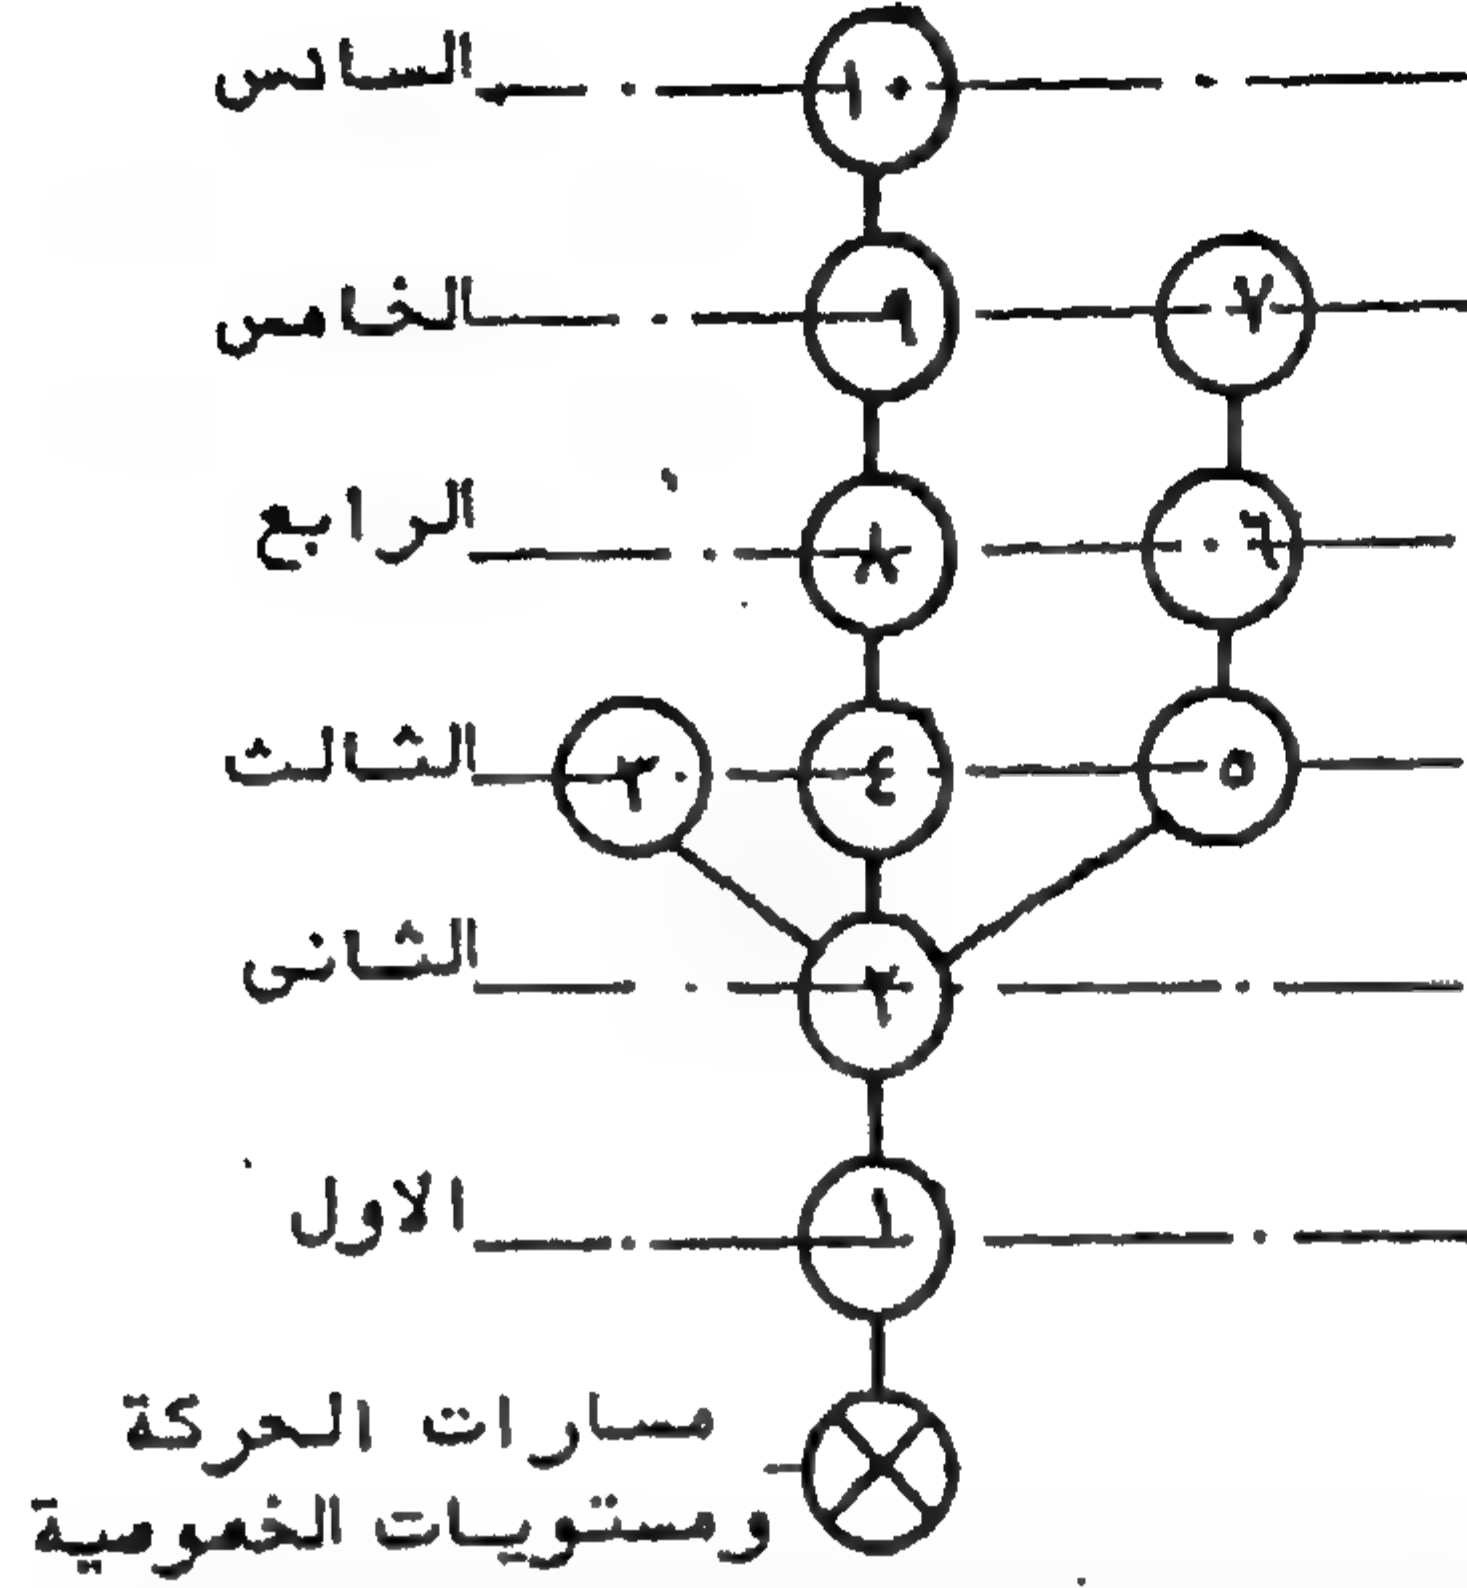 السادس ١٠
الخامس ٩ ٧
الرابع ٨ ٦
الثالث ٣ ٤ ٥
الثانى ٢
الاول ١
مسارات الحركة
ومستويات الخصوصية